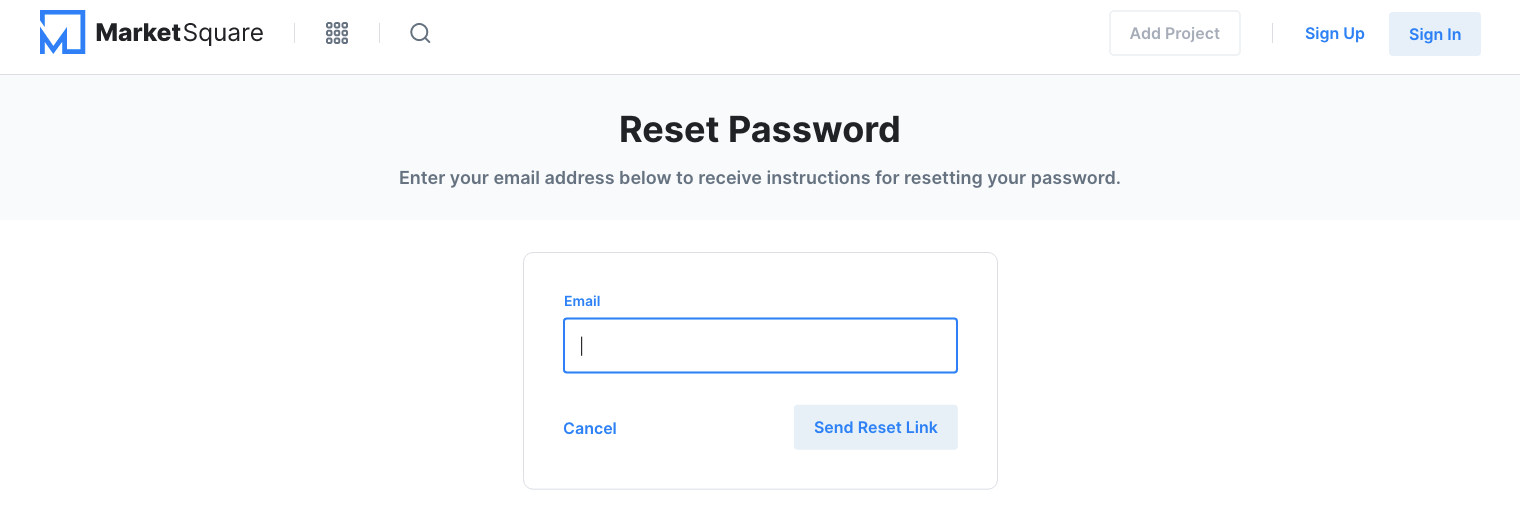 MarketSquare
Add Project
Sign Up
Sign In
Reset Password
Enter your email address below to receive instructions for resetting your password.
Email
Cancel
Send Reset Link